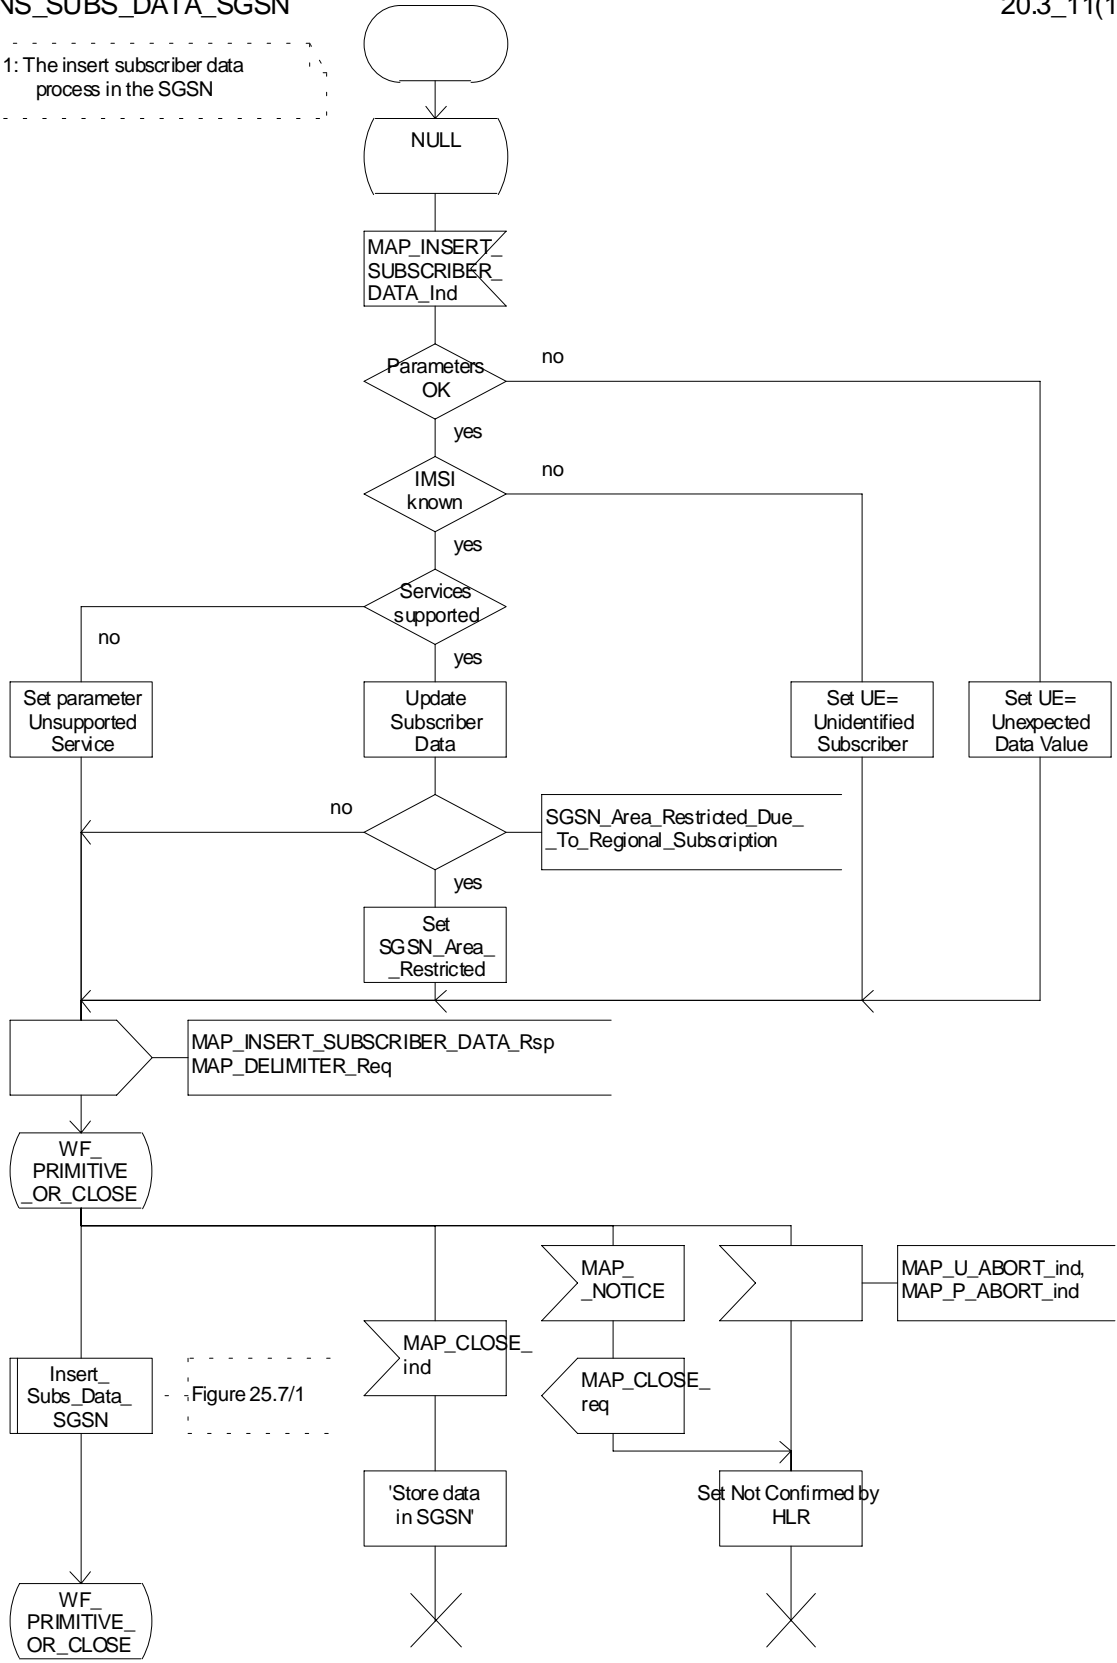 NS_SUBS_DATA_SGSN
20.3_11(1
1: The insert subscriber data
process in the SGSN
NULL
MAP_INSERT_
SUBSCRIBER_
DATA_Ind
Parameters
OK
no
yes
IMSI
known
no
yes
Services
supported
no
yes
Set parameter
Unsupported
Service
Update
Subscriber
Data
Set UE=
Unidentified
Subscriber
Set UE=
Unexpected
Data Value
no
SGSN_Area_Restricted_Due_
_To_Regional_Subscription
yes
Set
SGSN_Area_
_Restricted
MAP_INSERT_SUBSCRIBER_DATA_Rsp
MAP_DELIMITER_Req
WF_
PRIMITIVE
_OR_CLOSE
MAP_
_NOTICE
MAP_U_ABORT_ind,
MAP_P_ABORT_ind
MAP_CLOSE_
ind
Insert_
Subs_Data_
SGSN
Figure 25.7/1
MAP_CLOSE_
req
'Store data
in SGSN'
Set Not Confirmed by
HLR
WF_
PRIMITIVE_
OR_CLOSE